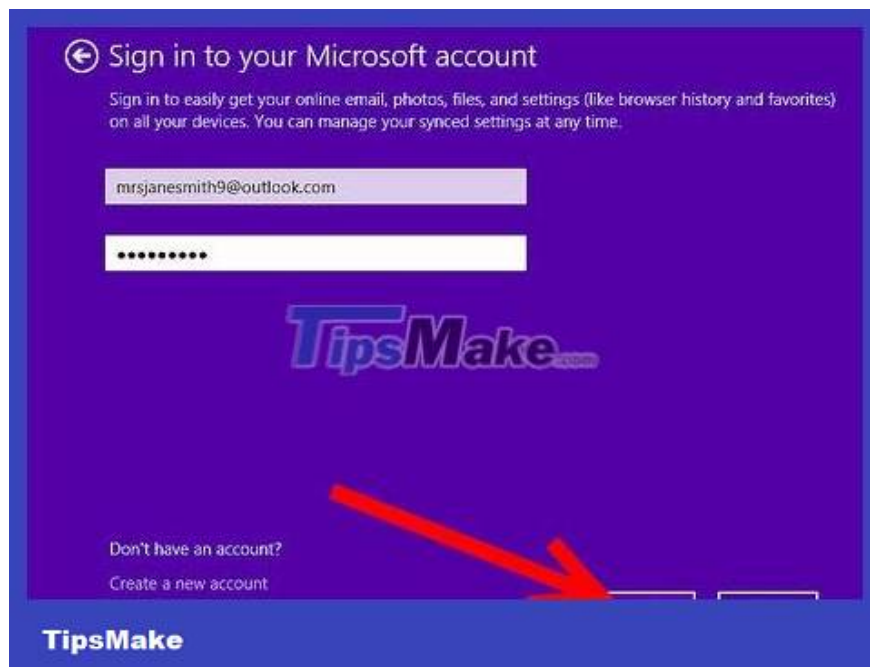 Sign in to your Microsoft account
Sign in to easily get your online email, photos, files, and settings (like browser history and favorites)
on all your devices. You can manage your synced settings at any time.
mrsjanesmith9@outlook.com
•••••••••
TipsMake.com
Don't have an account?
Create a new account
TipsMake